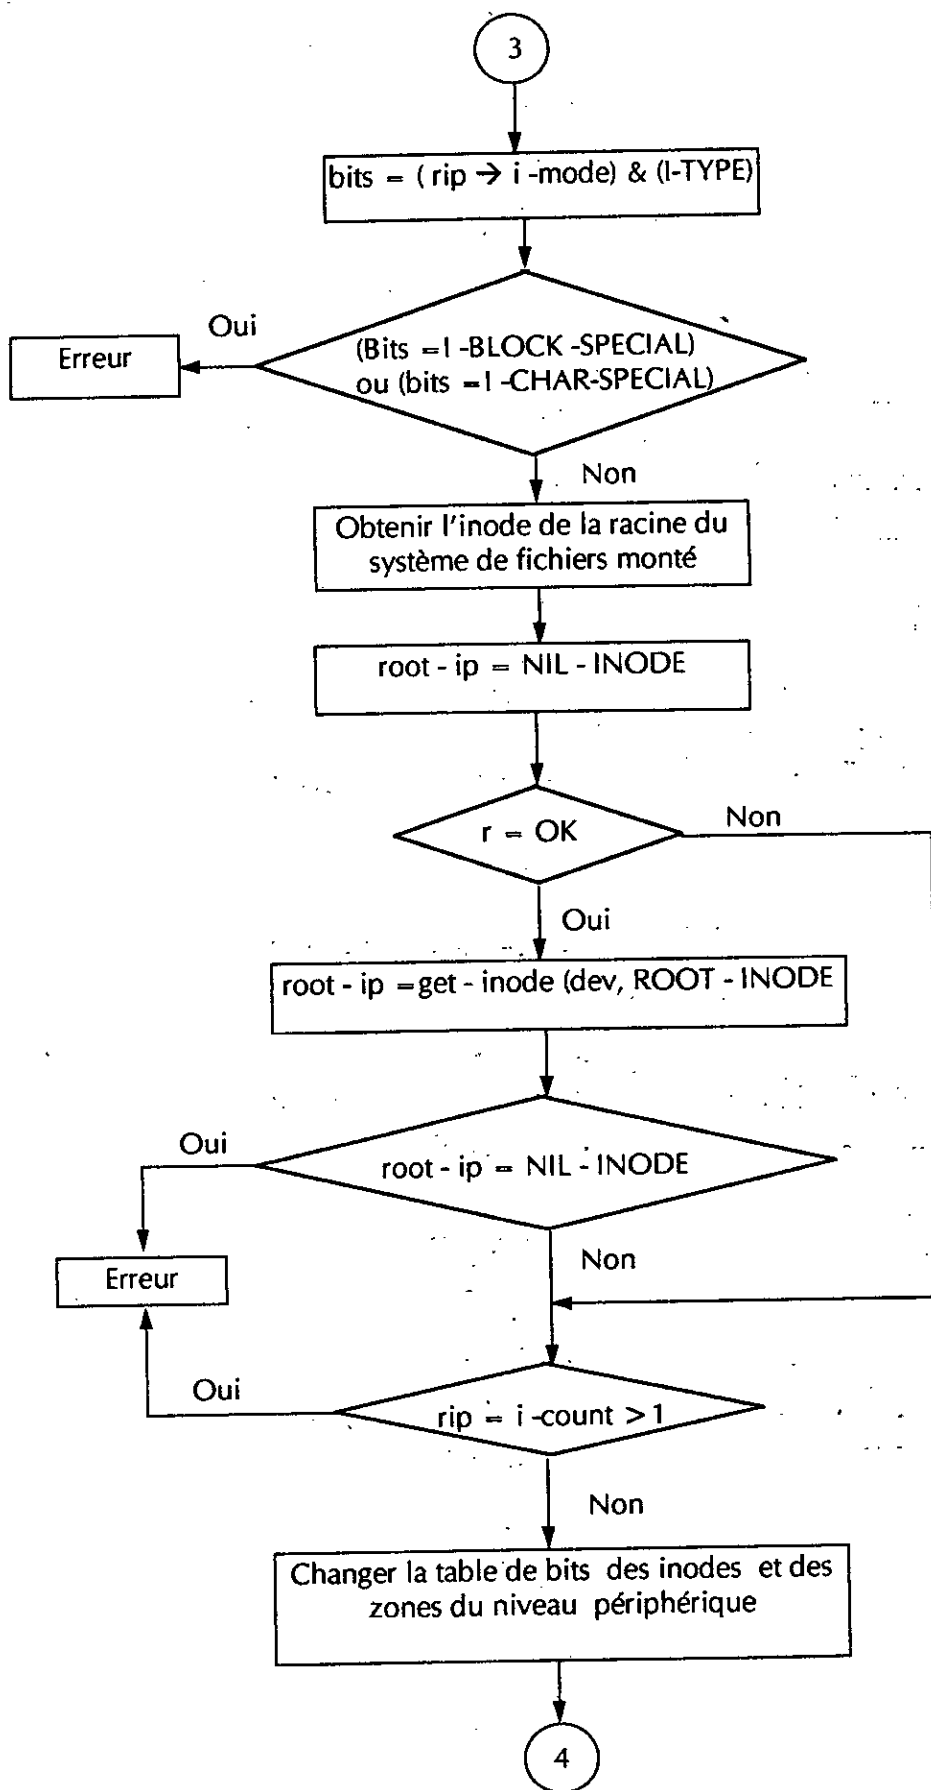 3
bits = ( rip → i -mode) & (I-TYPE)
Oui
Erreur
(Bits =I -BLOCK -SPECIAL)
ou (bits =I -CHAR-SPECIAL)
Non
Obtenir l'inode de la racine du
système de fichiers monté
root - ip = NIL - INODE
r = OK
Non
Oui
root - ip =get - inode (dev, ROOT - INODE
Oui
root - ip = NIL - INODE
Non
Erreur
Oui
rip = i -count > 1
Non
Changer la table de bits des inodes et des
zones du niveau périphérique
4